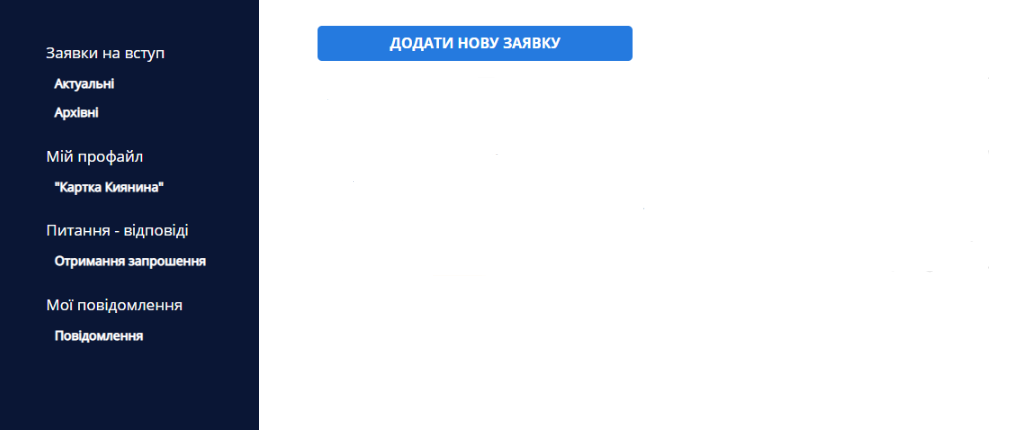 Заявки на вступ
Актуальні
Архівні
Мій профайл
"Картка Киянина"
Питання - відповіді
Отримання запрошення
Мої повідомлення
Повідомлення
ДОДАТИ НОВУ ЗАЯВКУ